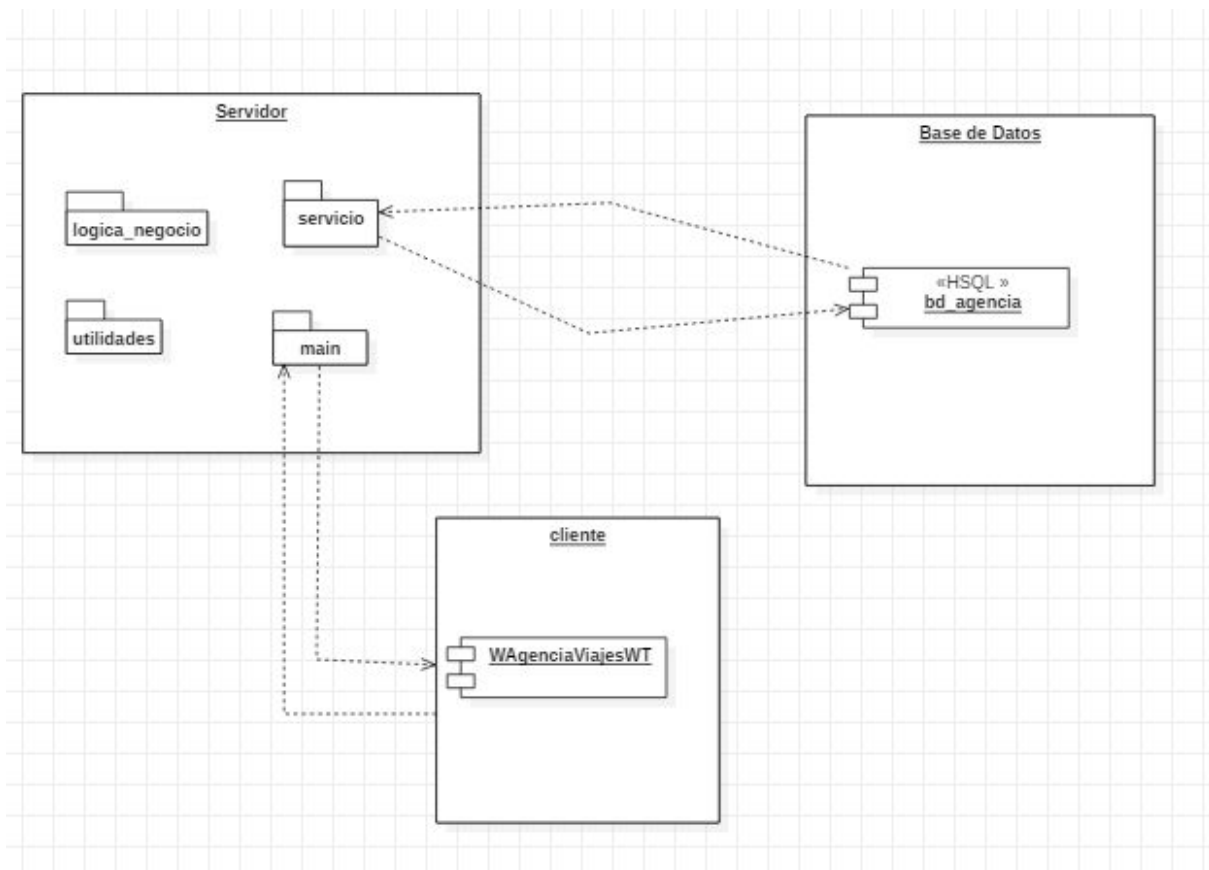 Servidor
logica_negocio
servicio
utilidades
main
Base de Datos
«HSQL »
bd_agencia
cliente
WAgenciaViajesWT